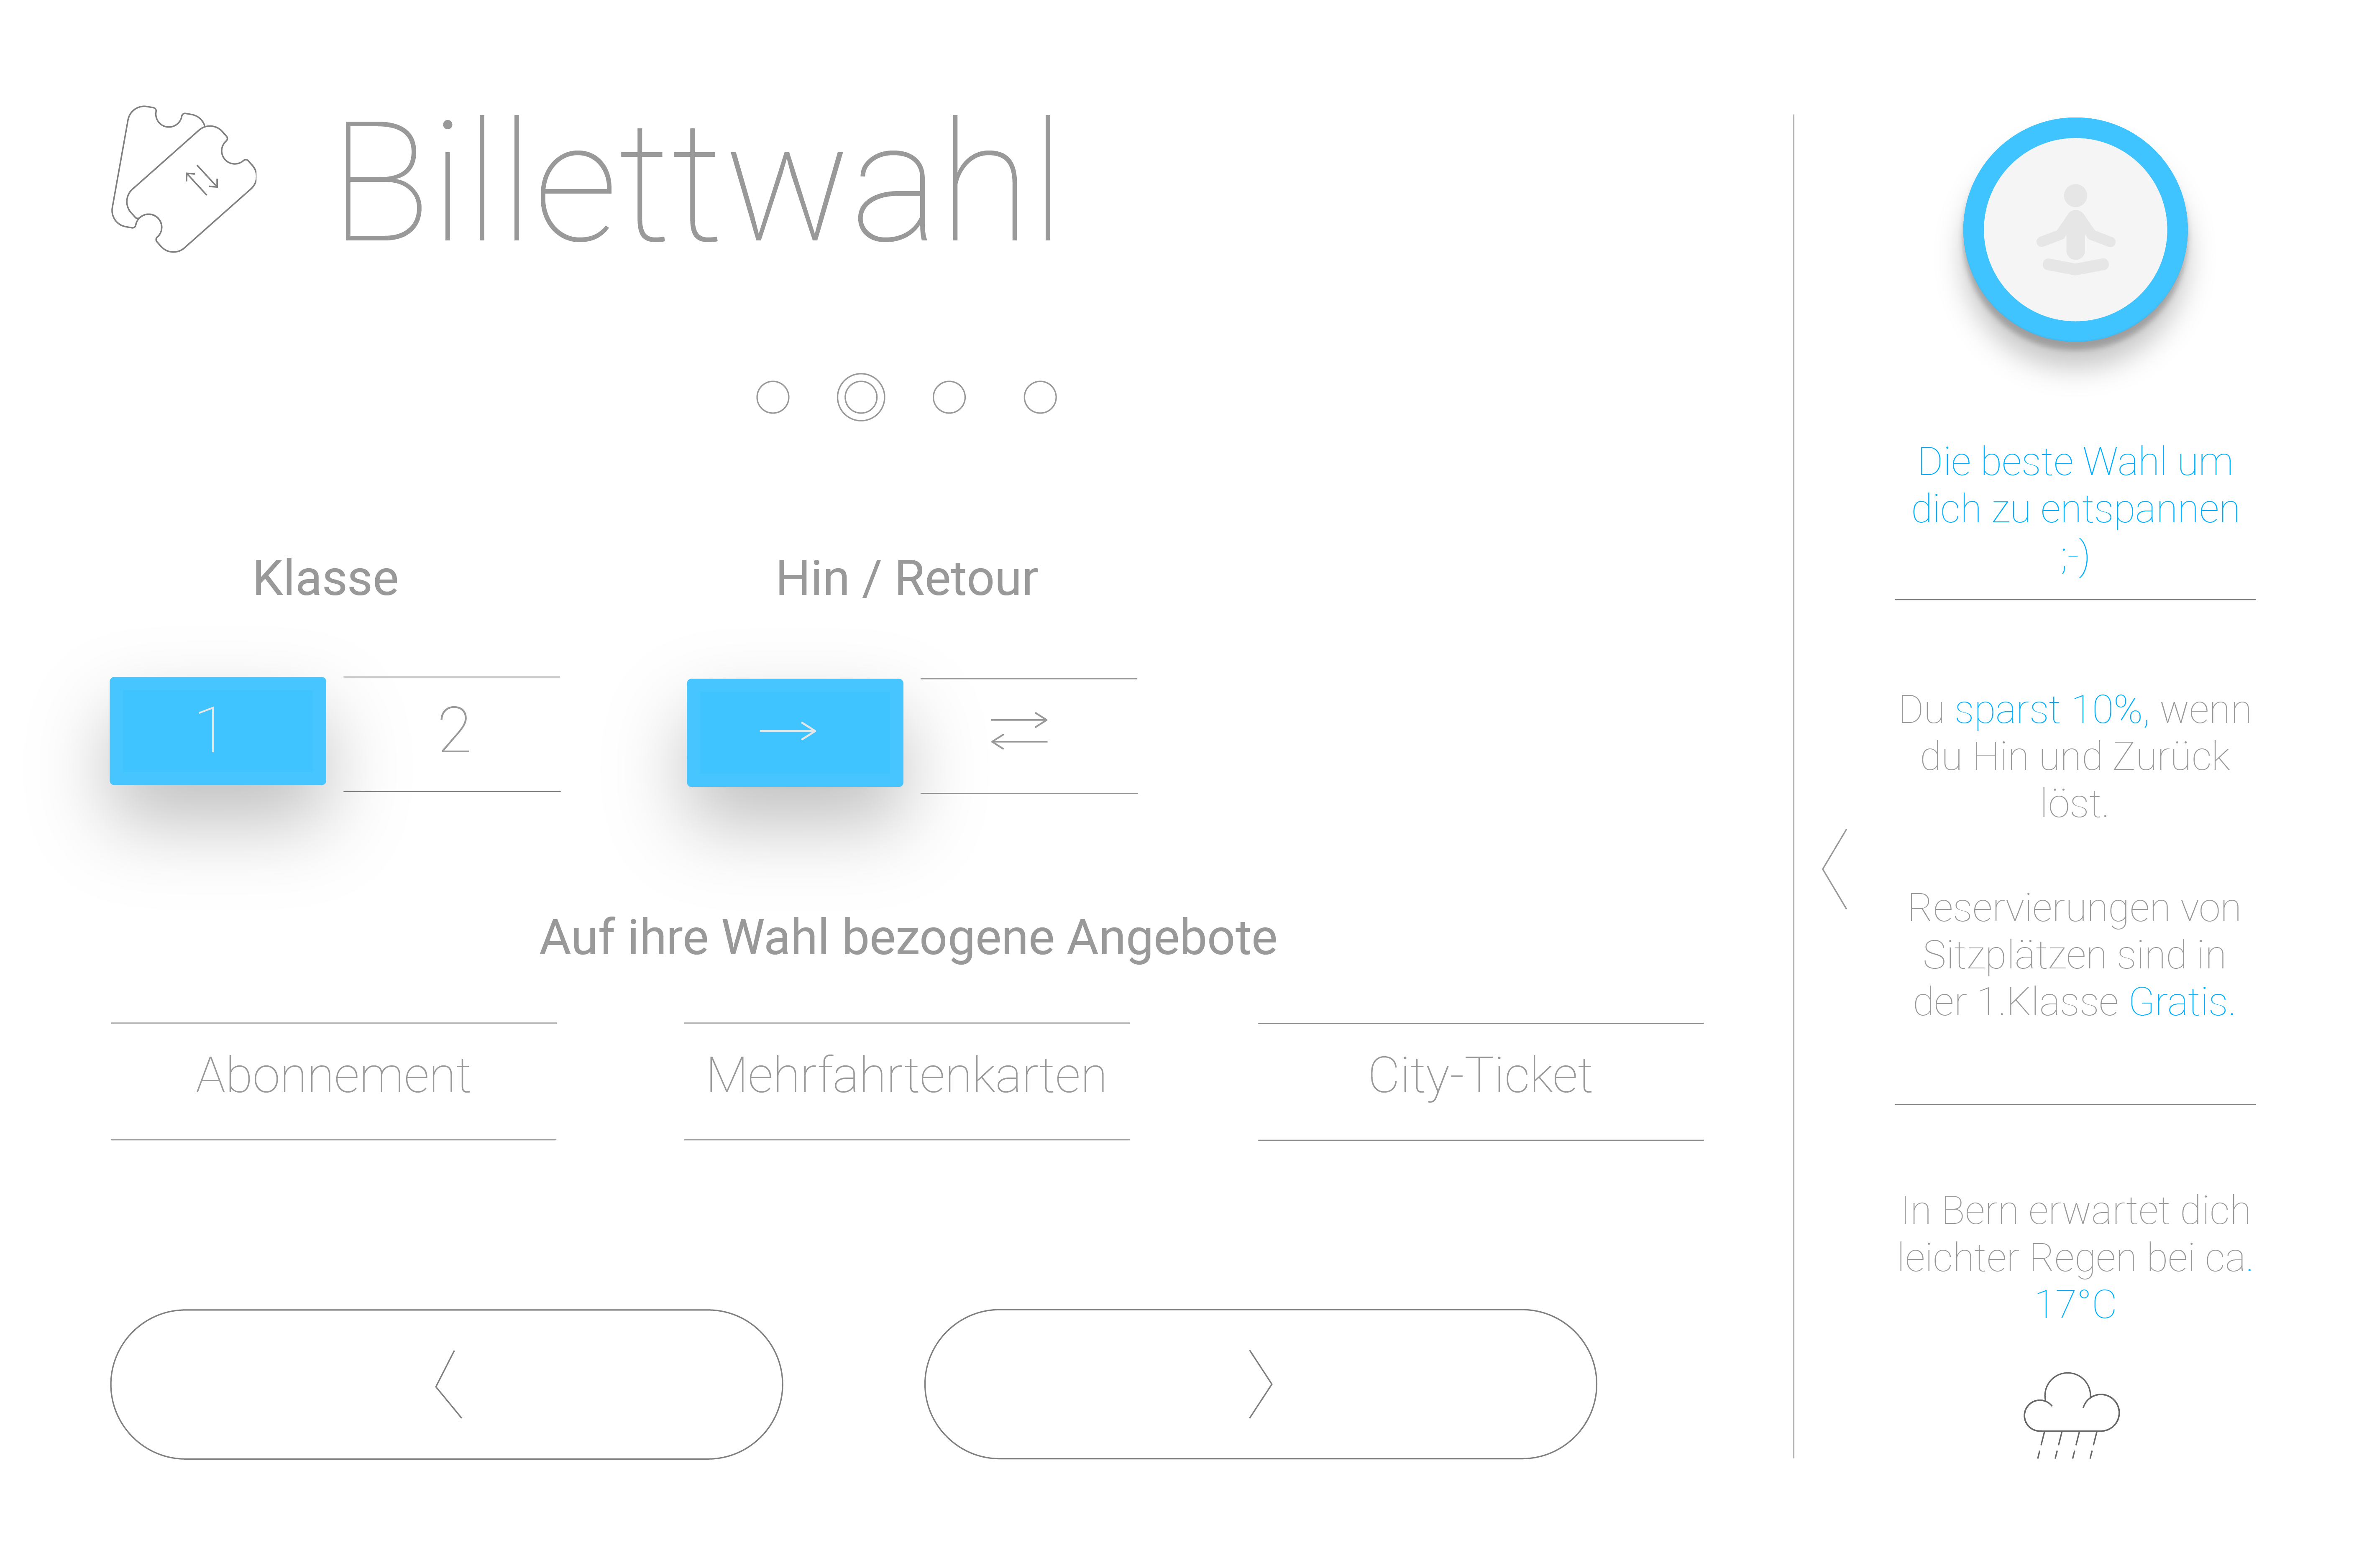 Billettwahl
Klasse
Hin / Retour
1
2
Auf ihre Wahl bezogene Angebote
Abonnement
Mehrfahrtenkarten
City-Ticket
Die beste Wahl um
dich zu entspannen
;-)
Du sparst 10%, wenn
du Hin und Zurück
löst.
Reservierungen von
Sitzplätzen sind in
der 1.Klasse Gratis.
In Bern erwartet dich
leichter Regen bei ca.
17°C